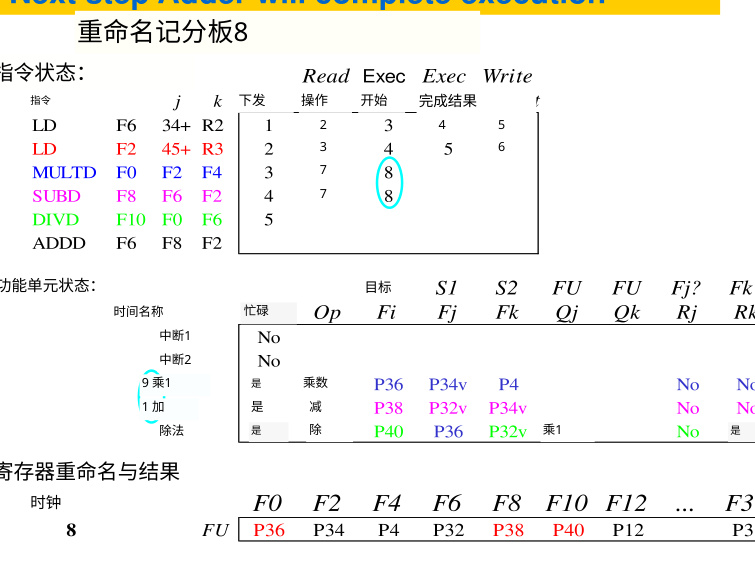 Next step Adder will complete execution
重命名记分板8
指令状态：
Read Exec Exec Write
指令 j k 下发 操作 开始 完成结果
LD F6 34+ R2 1 2 3 4 5
LD F2 45+ R3 2 3 4 5 6
MULTD F0 F2 F4 3 7 8
SUBD F8 F6 F2 4 7 8
DIVD F10 F0 F6 5
ADDD F6 F8 F2
功能单元状态：
目标 S1 S2 FU FU Fj? Fk
时间名称 忙碌 Op Fi Fj Fk Qj Qk Rj Rk
中断1 No
中断2 No
9 乘1 是 乘数 P36 P34v P4 No No
1 加 是 减 P38 P32v P34v No No
除法 是 除 P40 P36 P32v 乘1 No 是
寄存器重命名与结果
时钟 F0 F2 F4 F6 F8 F10 F12 ... F3
8 FU P36 P34 P4 P32 P38 P40 P12 P3